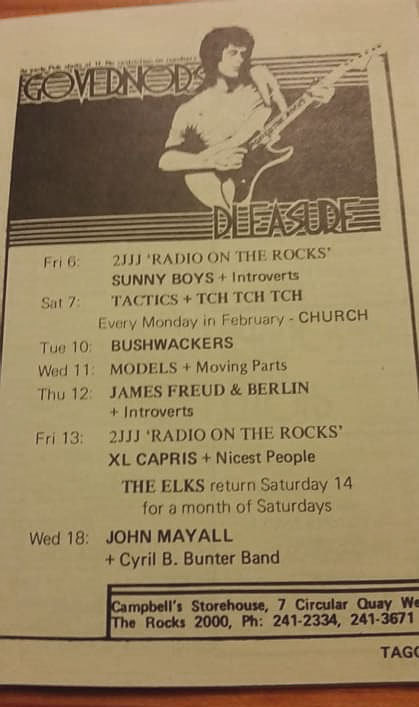 GOVERNOR'S
PLEASURE
Fri 6: 2JJJ 'RADIO ON THE ROCKS'
SUNNY BOYS + Introverts
Sat 7: TACTICS + TCH TCH TCH
Every Monday in February - CHURCH
Tue 10: BUSHWACKERS
Wed 11: MODELS + Moving Parts
Thu 12: JAMES FREUD & BERLIN
+ Introverts
Fri 13: 2JJJ 'RADIO ON THE ROCKS'
XL CAPRIS + Nicest People
THE ELKS return Saturday 14
for a month of Saturdays
Wed 18: JOHN MAYALL
+ Cyril B. Bunter Band
Campbell's Storehouse, 7 Circular Quay We
The Rocks 2000, Ph: 241-2334, 241-3671
TAGG